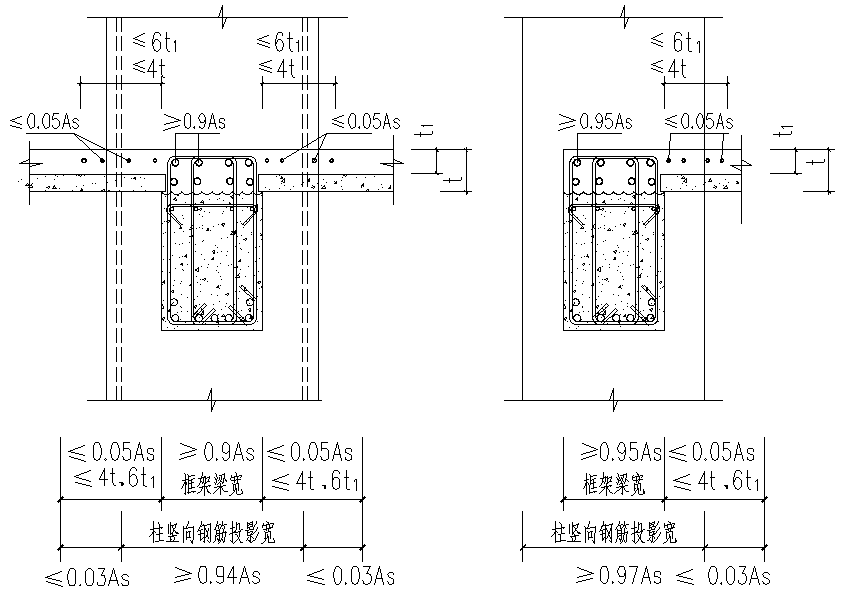 ≤6t₁ ≤6t₁ ≤6t₁
≤4t ≤4t ≤4t
≤0.05As ≥0.9As ≤0.05As t₁ ≥0.95As ≤0.05As t₁
t t
≤0.05As ≥0.9As ≤0.05As ≥0.95As ≤0.05As
≤4t、6t₁ 框架梁宽 ≤4t、6t₁ 框架梁宽 ≤4t、6t₁
柱竖向钢筋投影宽 柱竖向钢筋投影宽
≤0.03As ≥0.94As ≤0.03As ≥0.97As ≤0.03As